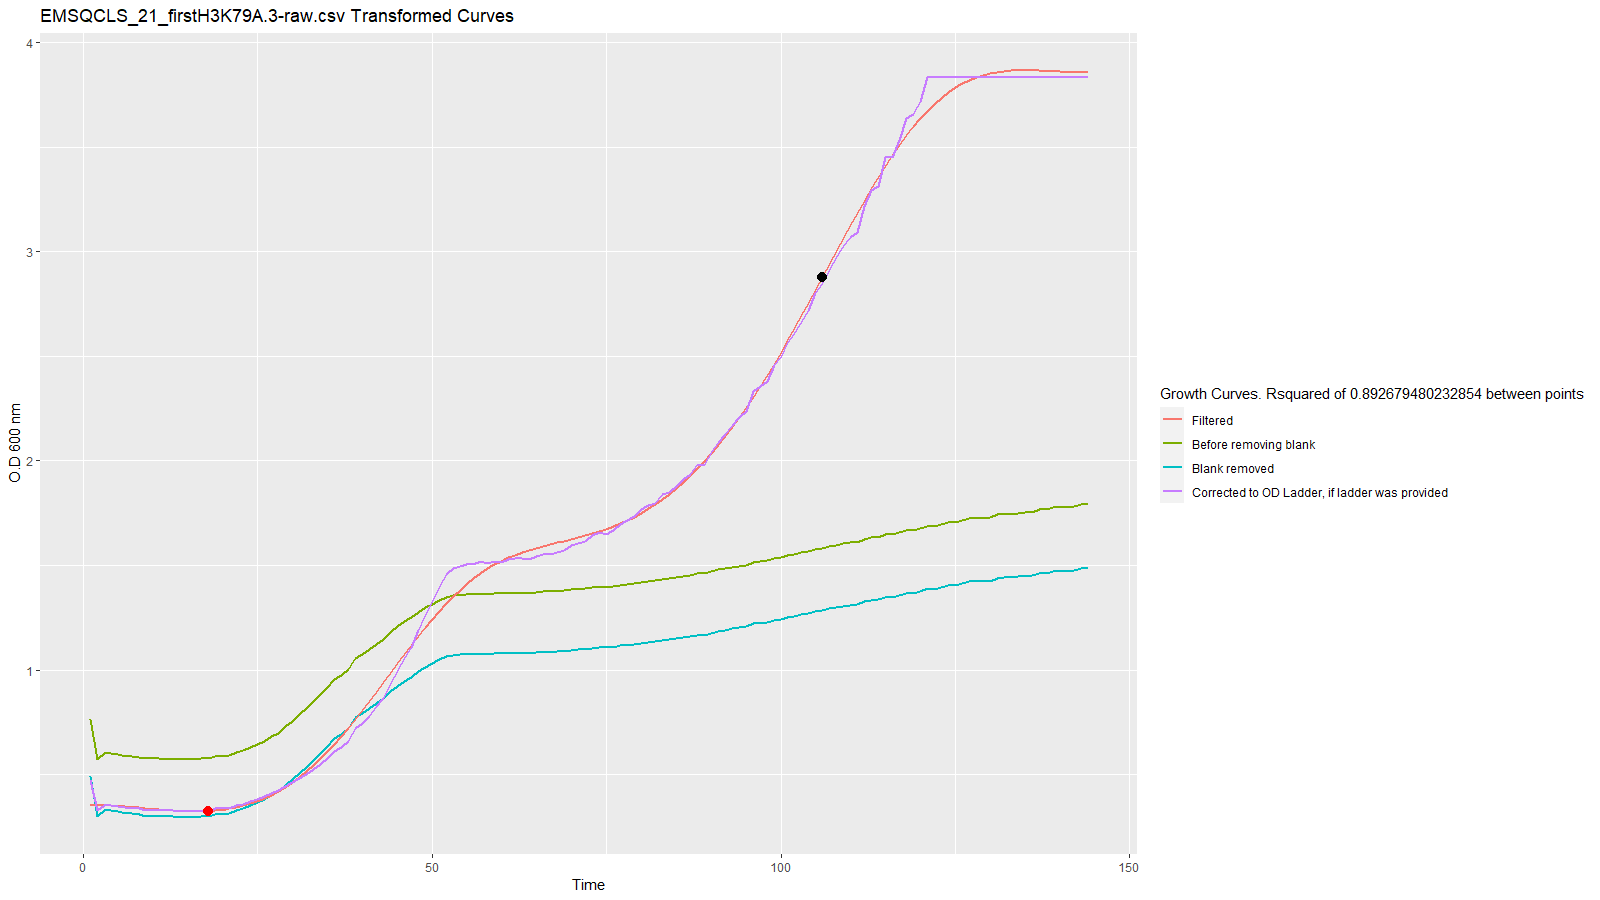 EMSQCLS_21_firstH3K79A.3-raw.csv Transformed Curves
4
3
2
1
O.D 600 nm
0
50
100
150
Time
Growth Curves. Rsquared of 0.892679480232854 between points
Filtered
Before removing blank
Blank removed
Corrected to OD Ladder, if ladder was provided